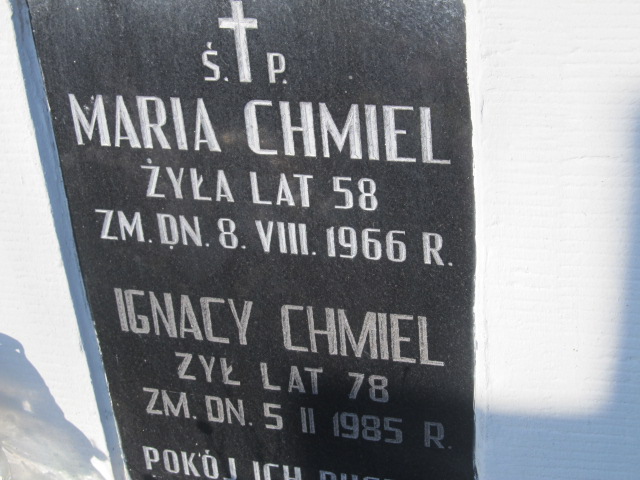 Ś. P.
MARIA CHMIEL
ŻYŁA LAT 58
ZM. DN. 8. VIII. 1966 R.
IGNACY CHMIEL
ŻYŁ LAT 78
ZM. DN. 5 II 1985 R.
POKÓJ ICH